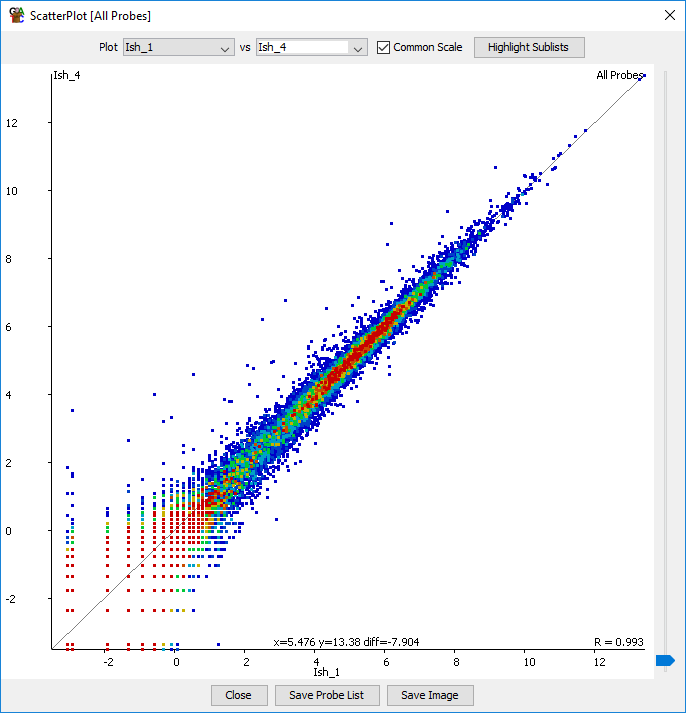 ScatterPlot [All Probes]
Plot Ish_1 vs Ish_4 Common Scale Highlight Sublists
Ish_4 All Probes
12
10
8
6
4
2
0
-2
x=5.476 y=13.38 diff=-7.904 R = 0.993
-2 0 2 4 6 8 10 12
Ish_1
Close Save Probe List Save Image